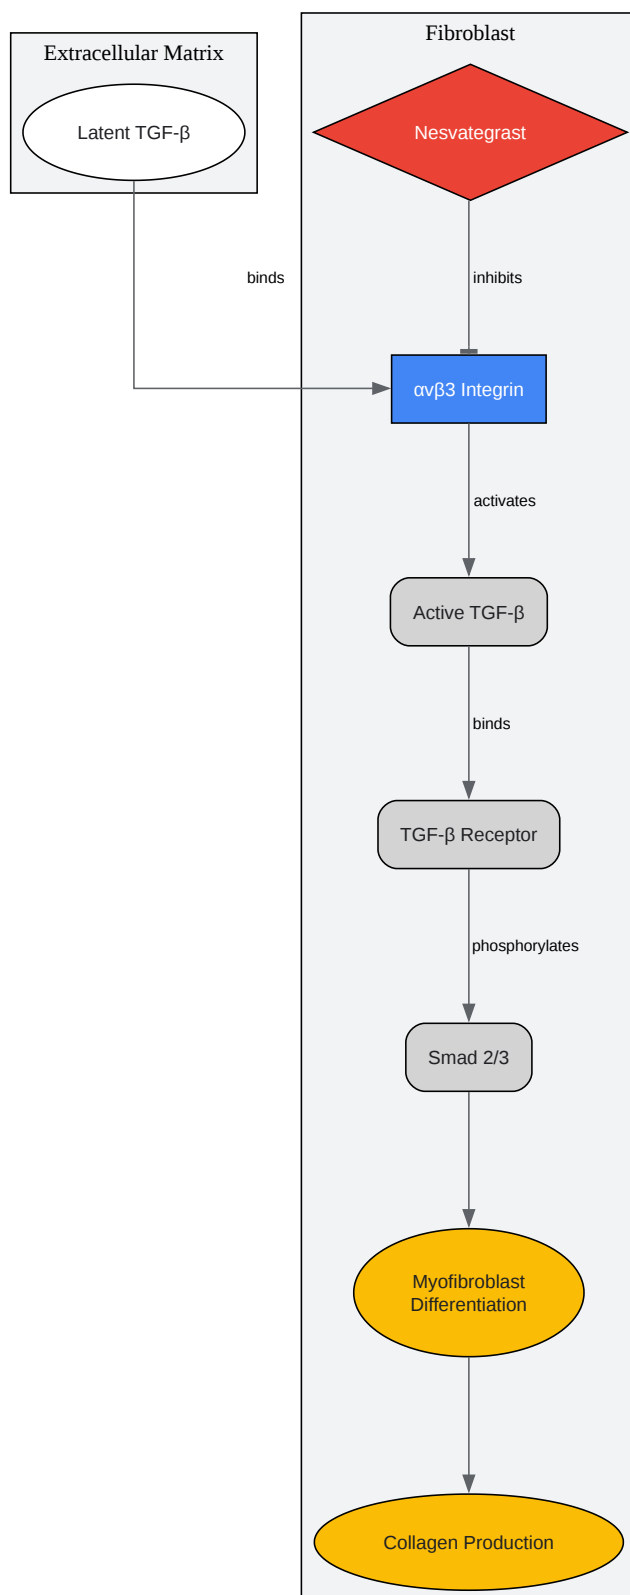 Extracellular Matrix
Latent TGF-β
Fibroblast
Nesvategrast
binds
inhibits
αvβ3 Integrin
activates
Active TGF-β
binds
TGF-β Receptor
phosphorylates
Smad 2/3
Myofibroblast
Differentiation
Collagen Production